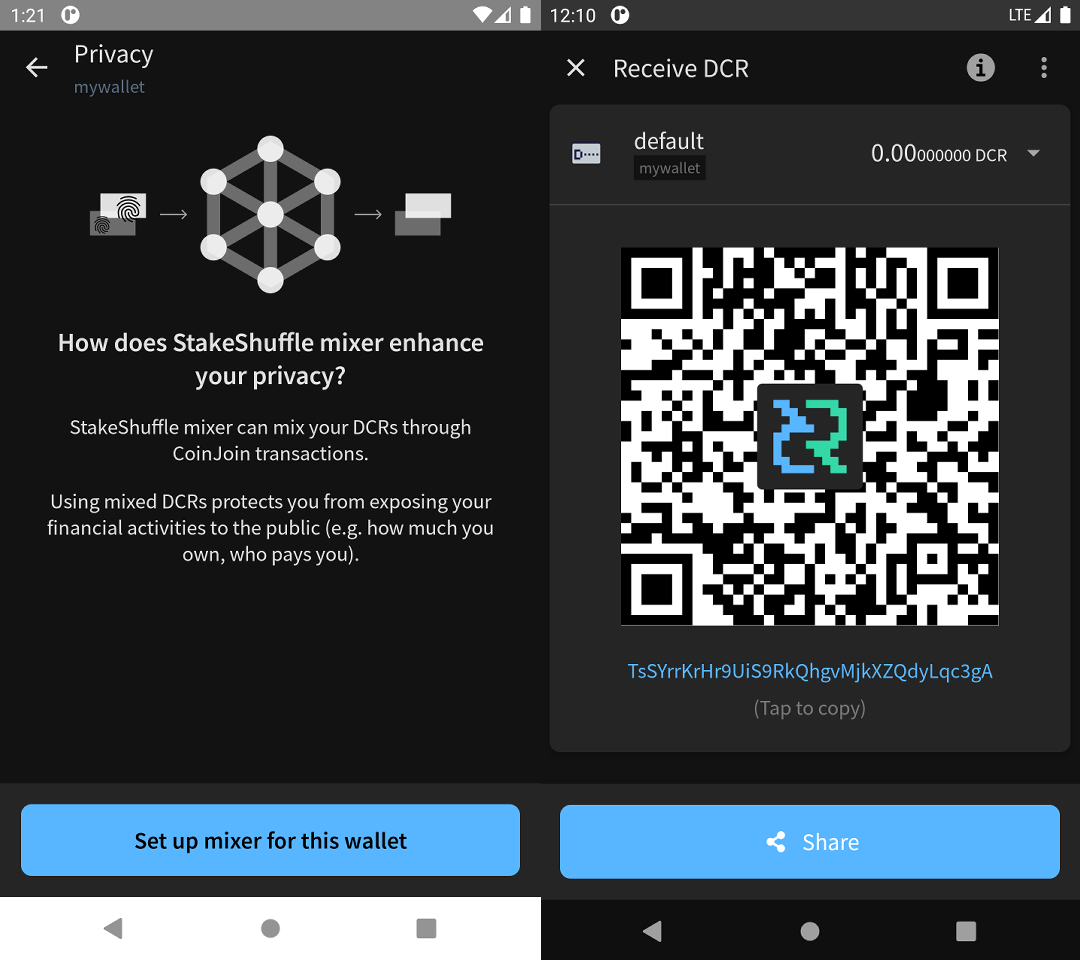 1:21
Privacy
mywallet
How does StakeShuffle mixer enhance
your privacy?
StakeShuffle mixer can mix your DCRs through
CoinJoin transactions.
Using mixed DCRs protects you from exposing your
financial activities to the public (e.g. how much you
own, who pays you).
Set up mixer for this wallet
12:10
LTE
Receive DCR
default
0.00000000 DCR
mywallet
TsSYrrKrHr9UiS9RkQhgvMjkXZQdyLqc3gA
(Tap to copy)
Share